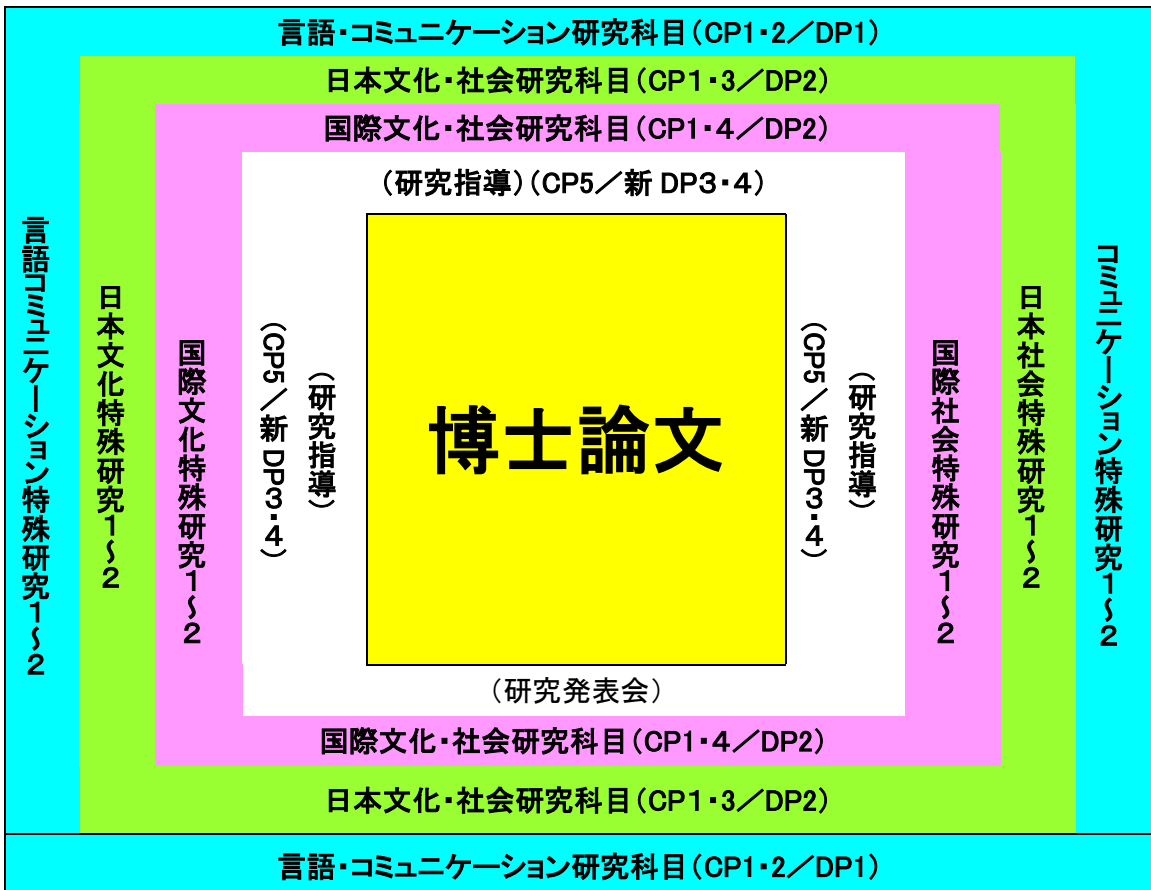 言語・コミュニケーション研究科目(CP1・2／DP1)
日本文化・社会研究科目(CP1・3／DP2)
国際文化・社会研究科目(CP1・4／DP2)
(研究指導)(CP5／新 DP3・4)
言語コミュニケーション特殊研究1～2
日本文化特殊研究1～2
国際文化特殊研究1～2
(研究指導)
(CP5／新 DP3・4)
博士論文
(研究指導)
(CP5／新 DP3・4)
国際社会特殊研究1～2
日本社会特殊研究1～2
コミュニケーション特殊研究1～2
(研究発表会)
国際文化・社会研究科目(CP1・4／DP2)
日本文化・社会研究科目(CP1・3／DP2)
言語・コミュニケーション研究科目(CP1・2／DP1)